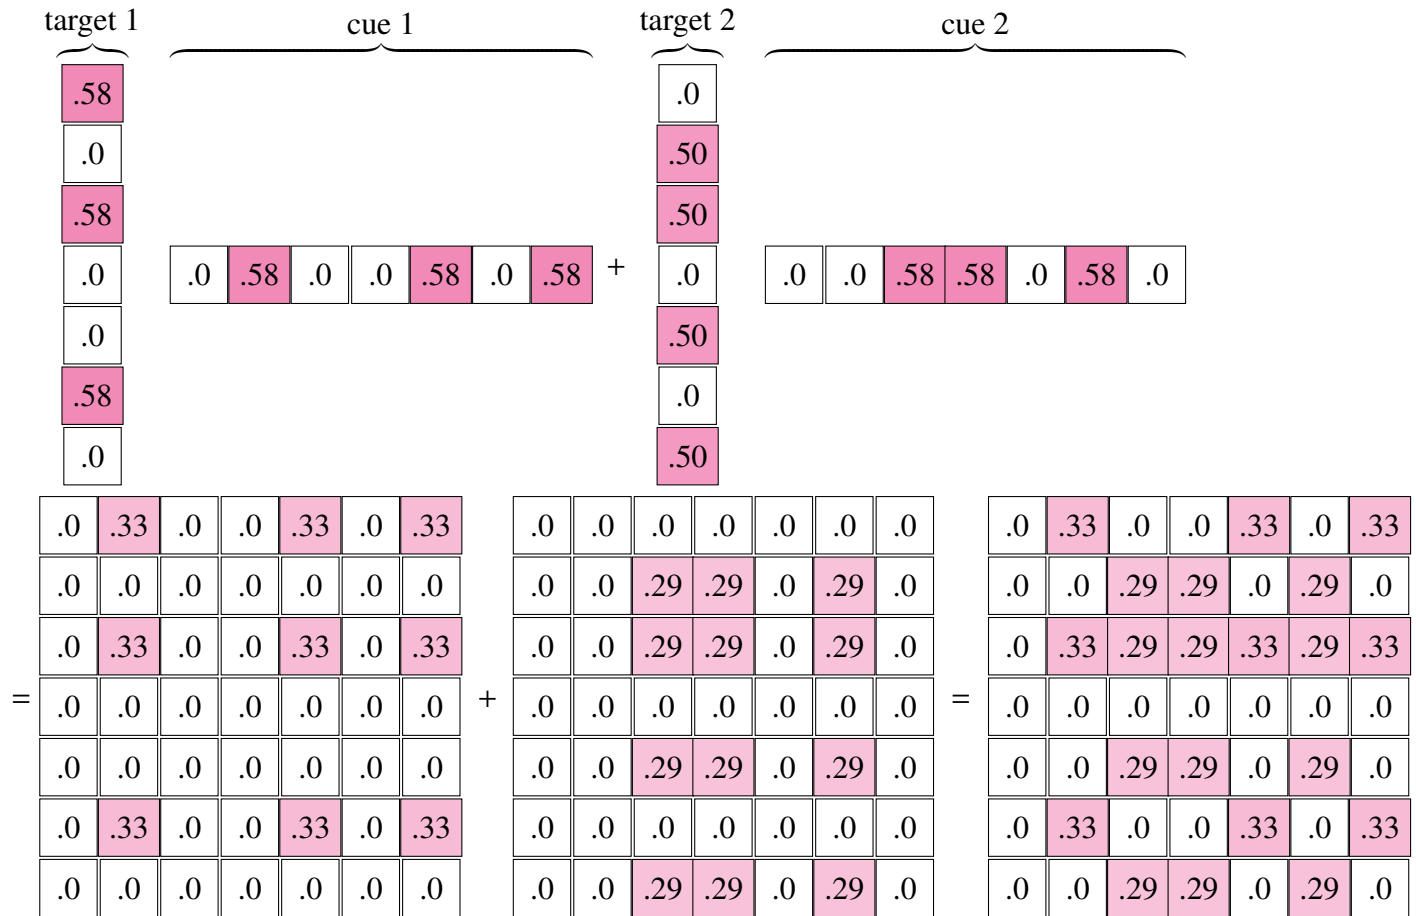 target 1 cue 1 target 2 cue 2
.58 .0
.0 .50
.58 .50
.0 .0 .58 .0 .0 .58 .0 .58 + .0 .0 .0 .58 .58 .0 .58 .0
.0 .50
.58 .0
.0 .50
.0 .33 .0 .0 .33 .0 .33 .0 .0 .0 .0 .0 .0 .0 .0 .33 .0 .0 .33 .0 .33
.0 .0 .0 .0 .0 .0 .0 .0 .0 .29 .29 .0 .29 .0 .0 .0 .29 .29 .0 .29 .0
.0 .33 .0 .0 .33 .0 .33 .0 .0 .29 .29 .0 .29 .0 .0 .33 .29 .29 .33 .29 .33
= .0 .0 .0 .0 .0 .0 .0 + .0 .0 .0 .0 .0 .0 .0 = .0 .0 .0 .0 .0 .0 .0
.0 .0 .0 .0 .0 .0 .0 .0 .0 .29 .29 .0 .29 .0 .0 .0 .29 .29 .0 .29 .0
.0 .33 .0 .0 .33 .0 .33 .0 .0 .0 .0 .0 .0 .0 .0 .33 .0 .0 .33 .0 .33
.0 .0 .0 .0 .0 .0 .0 .0 .0 .29 .29 .0 .29 .0 .0 .0 .29 .29 .0 .29 .0